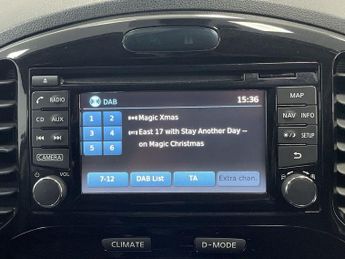 DAB
15:36
RADIO
MAP
CD AUX
NAV INFO
SETUP
CAMERA
VOL
1 2
3 4
5 6
Magic Xmas
East 17 with Stay Another Day --
on Magic Christmas
7-12
DAB List
TA
Extra chan.
CLIMATE
D-MODE